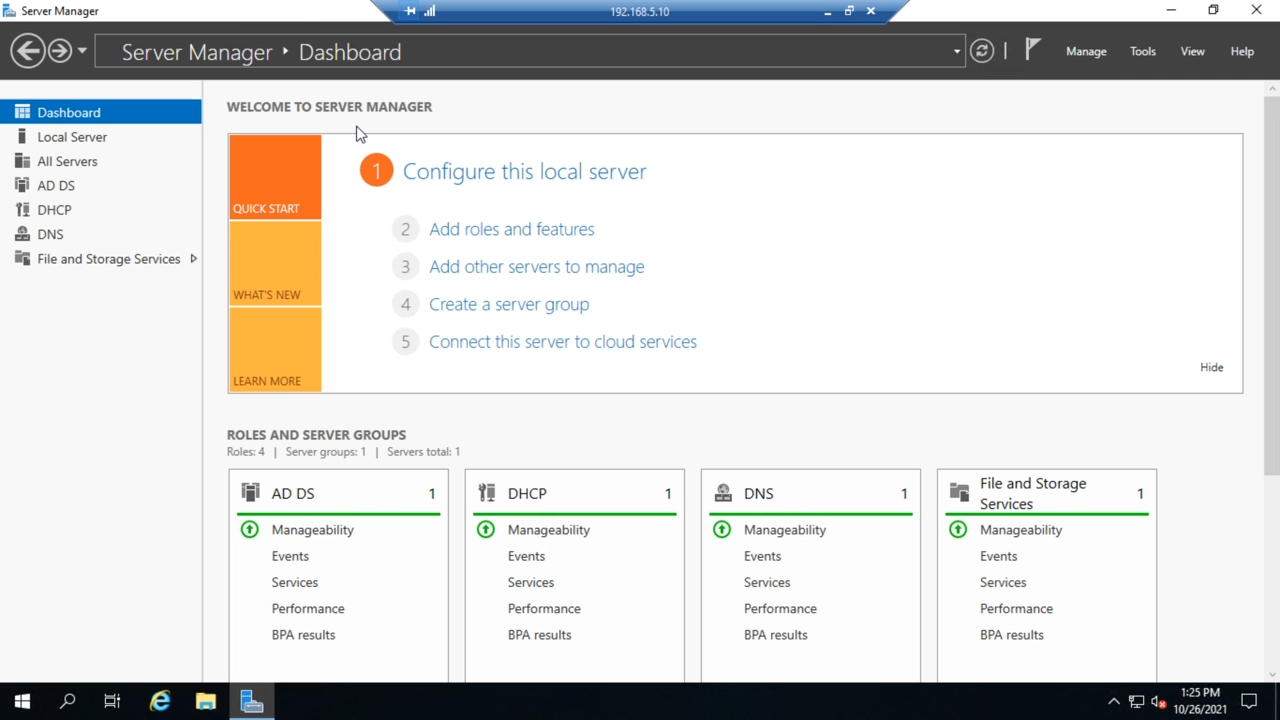 Server Manager
192.168.5.10
Server Manager ‣ Dashboard
Manage
Tools
View
Help
Dashboard
Local Server
All Servers
AD DS
DHCP
DNS
File and Storage Services
WELCOME TO SERVER MANAGER
QUICK START
WHAT'S NEW
LEARN MORE
1 Configure this local server
2 Add roles and features
3 Add other servers to manage
4 Create a server group
5 Connect this server to cloud services
Hide
ROLES AND SERVER GROUPS
Roles: 4 | Server groups: 1 | Servers total: 1
AD DS 1
Manageability
Events
Services
Performance
BPA results
DHCP 1
Manageability
Events
Services
Performance
BPA results
DNS 1
Manageability
Events
Services
Performance
BPA results
File and Storage
Services 1
Manageability
Events
Services
Performance
BPA results
1:25 PM
10/26/2021